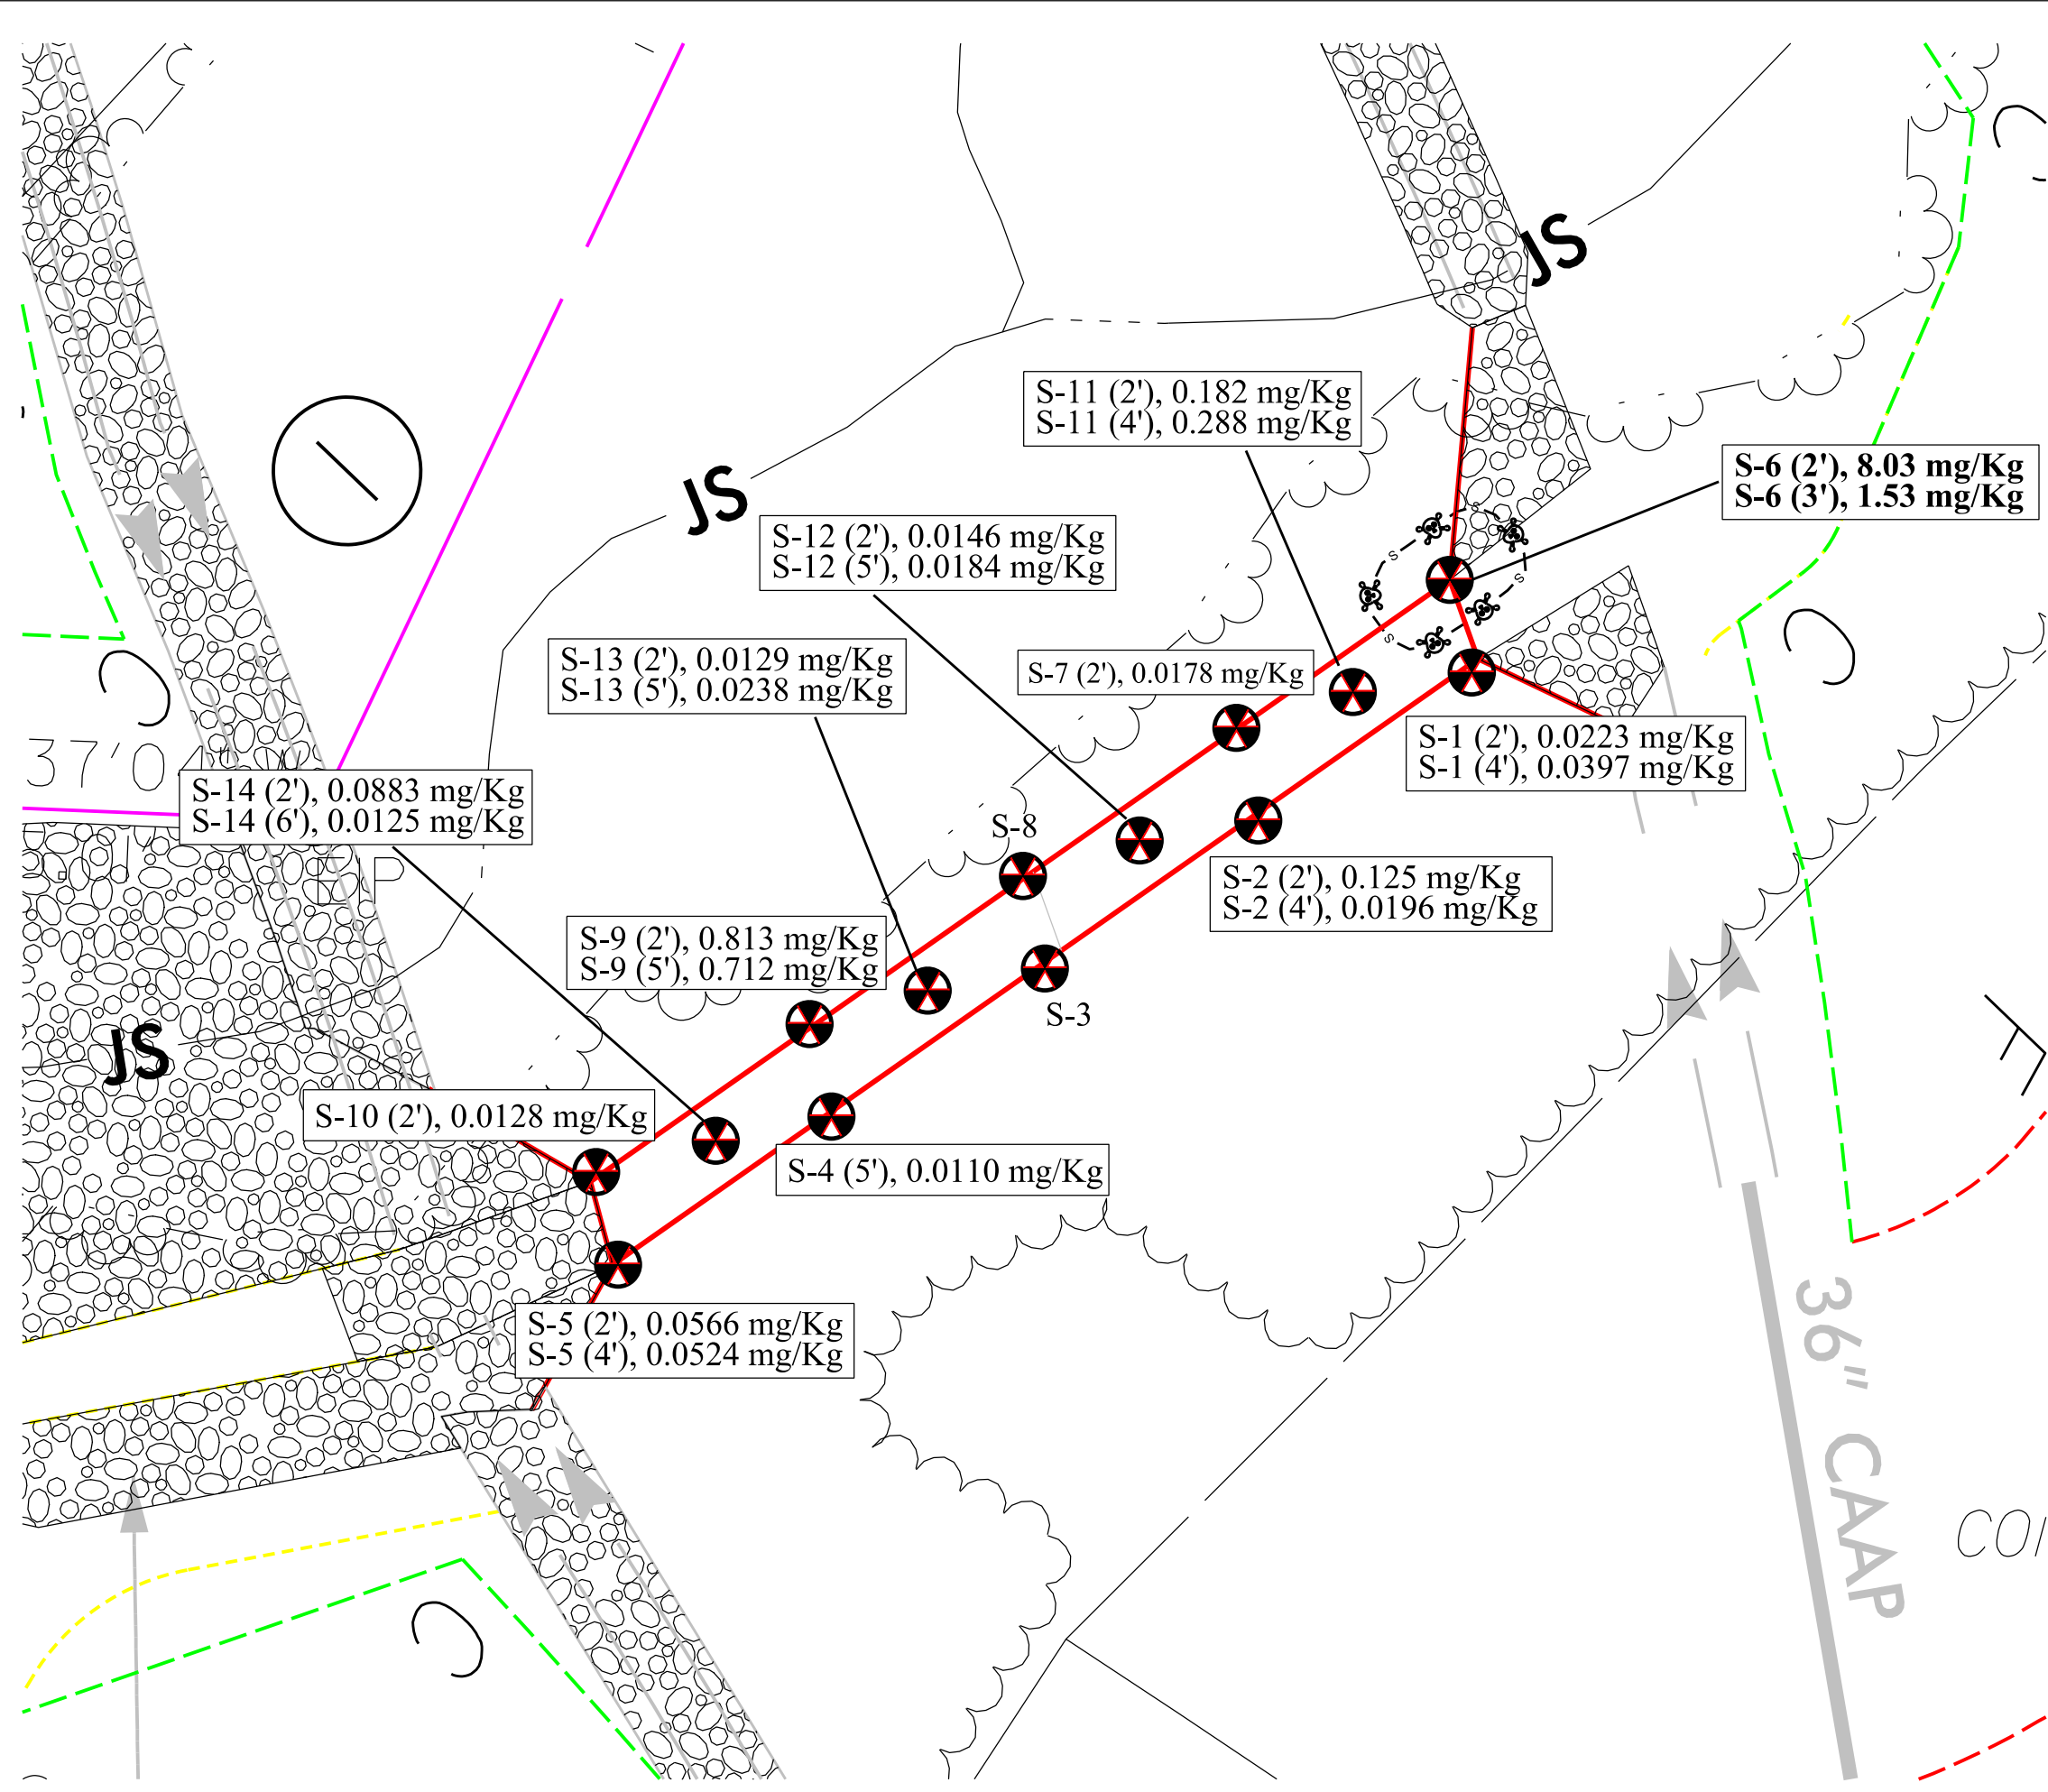 JS
S-11 (2'), 0.182 mg/Kg
S-11 (4'), 0.288 mg/Kg
S-6 (2'), 8.03 mg/Kg
S-6 (3'), 1.53 mg/Kg
JS
S-12 (2'), 0.0146 mg/Kg
S-12 (5'), 0.0184 mg/Kg
S
S
S
S
S-13 (2'), 0.0129 mg/Kg
S-13 (5'), 0.0238 mg/Kg
S-7 (2'), 0.0178 mg/Kg
S-1 (2'), 0.0223 mg/Kg
S-1 (4'), 0.0397 mg/Kg
37'0
S-14 (2'), 0.0883 mg/Kg
S-14 (6'), 0.0125 mg/Kg
EP
S-8
S-2 (2'), 0.125 mg/Kg
S-2 (4'), 0.0196 mg/Kg
S-9 (2'), 0.813 mg/Kg
S-9 (5'), 0.712 mg/Kg
S-3
JS
S-10 (2'), 0.0128 mg/Kg
S-4 (5'), 0.0110 mg/Kg
S-5 (2'), 0.0566 mg/Kg
S-5 (4'), 0.0524 mg/Kg
36" CAAP